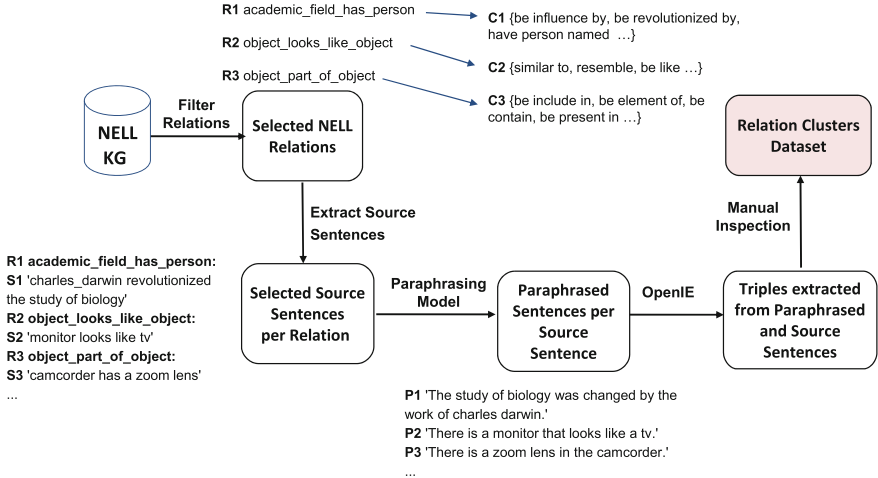 R1 academic_field_has_person
R2 object_looks_like_object
R3 object_part_of_object
C1 {be influence by, be revolutionized by,
have person named …}
C2 {similar to, resemble, be like …}
C3 {be include in, be element of, be
contain, be present in …}
NELL
KG
Filter
Relations
Selected NELL
Relations
Relation Clusters
Dataset
Extract Source
Sentences
Manual
Inspection
R1 academic_field_has_person:
S1 'charles_darwin revolutionized
the study of biology'
R2 object_looks_like_object:
S2 'monitor looks like tv'
R3 object_part_of_object:
S3 'camcorder has a zoom lens'
...
Selected Source
Sentences
per Relation
Paraphrasing
Model
Paraphrased
Sentences per
Source
Sentence
OpenIE
Triples extracted
from Paraphrased
and Source
Sentences
P1 'The study of biology was changed by the
work of charles darwin.'
P2 'There is a monitor that looks like a tv.'
P3 'There is a zoom lens in the camcorder.'
...